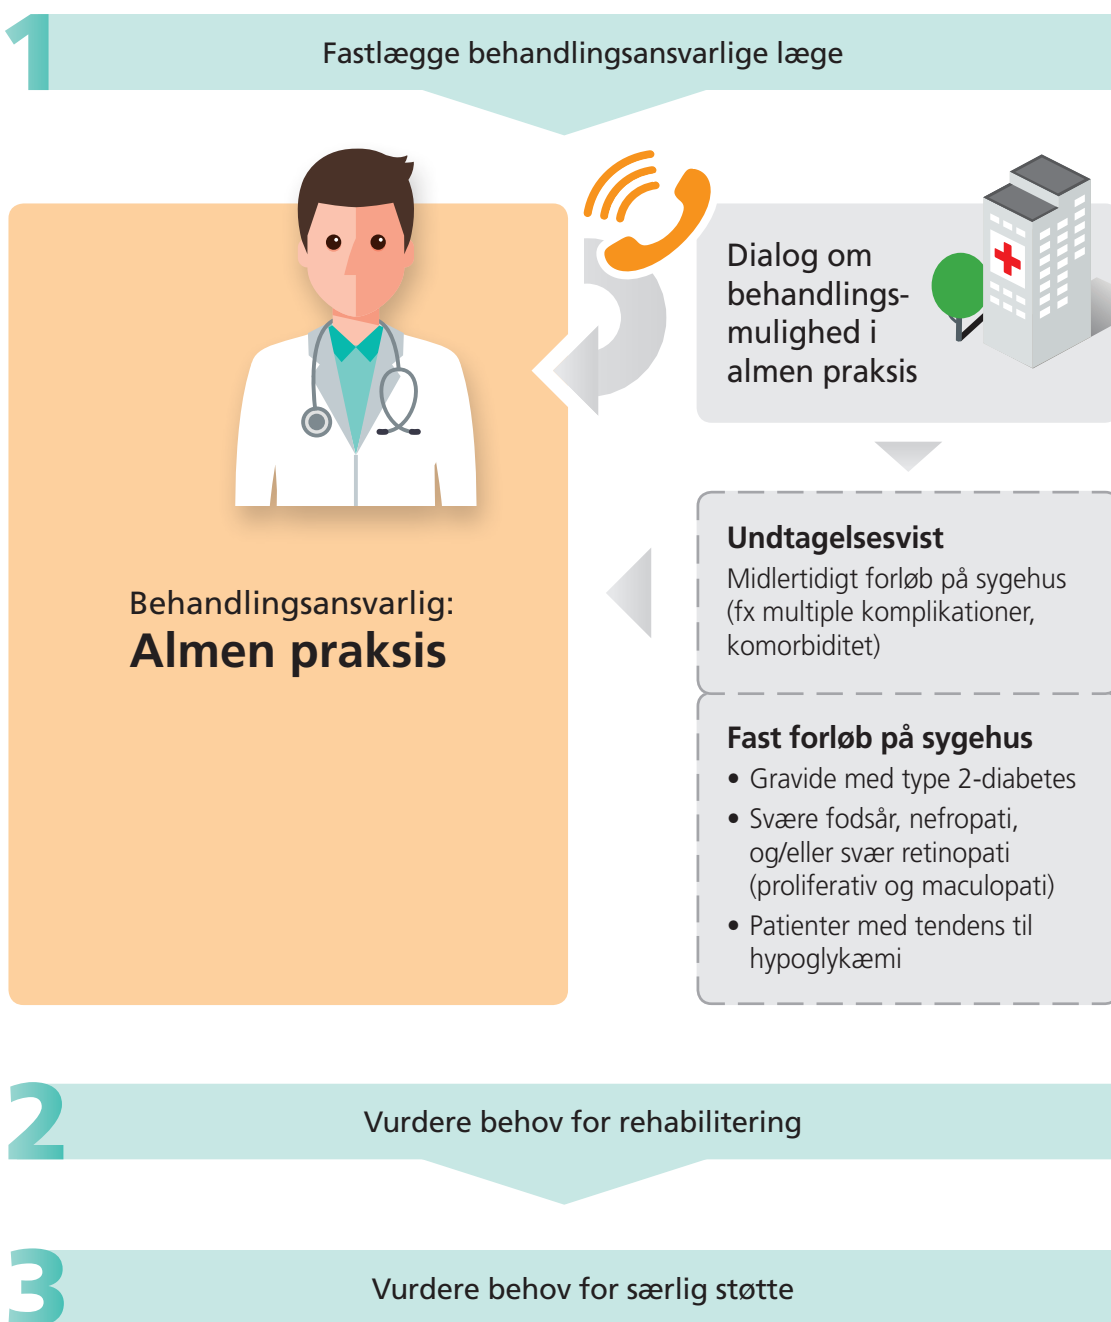 1
Fastlægge behandlingsansvarlige læge
Behandlingsansvarlig:
Almen praksis
Dialog om
behandlings-
mulighed i
almen praksis
Undtagelsesvist
Midlertidigt forløb på sygehus
(fx multiple komplikationer,
komorbiditet)
Fast forløb på sygehus
• Gravide med type 2-diabetes
• Svære fodsår, nefropati,
og/eller svær retinopati
(proliferativ og maculopati)
• Patienter med tendens til
hypoglykæmi
2
Vurdere behov for rehabilitering
3
Vurdere behov for særlig støtte